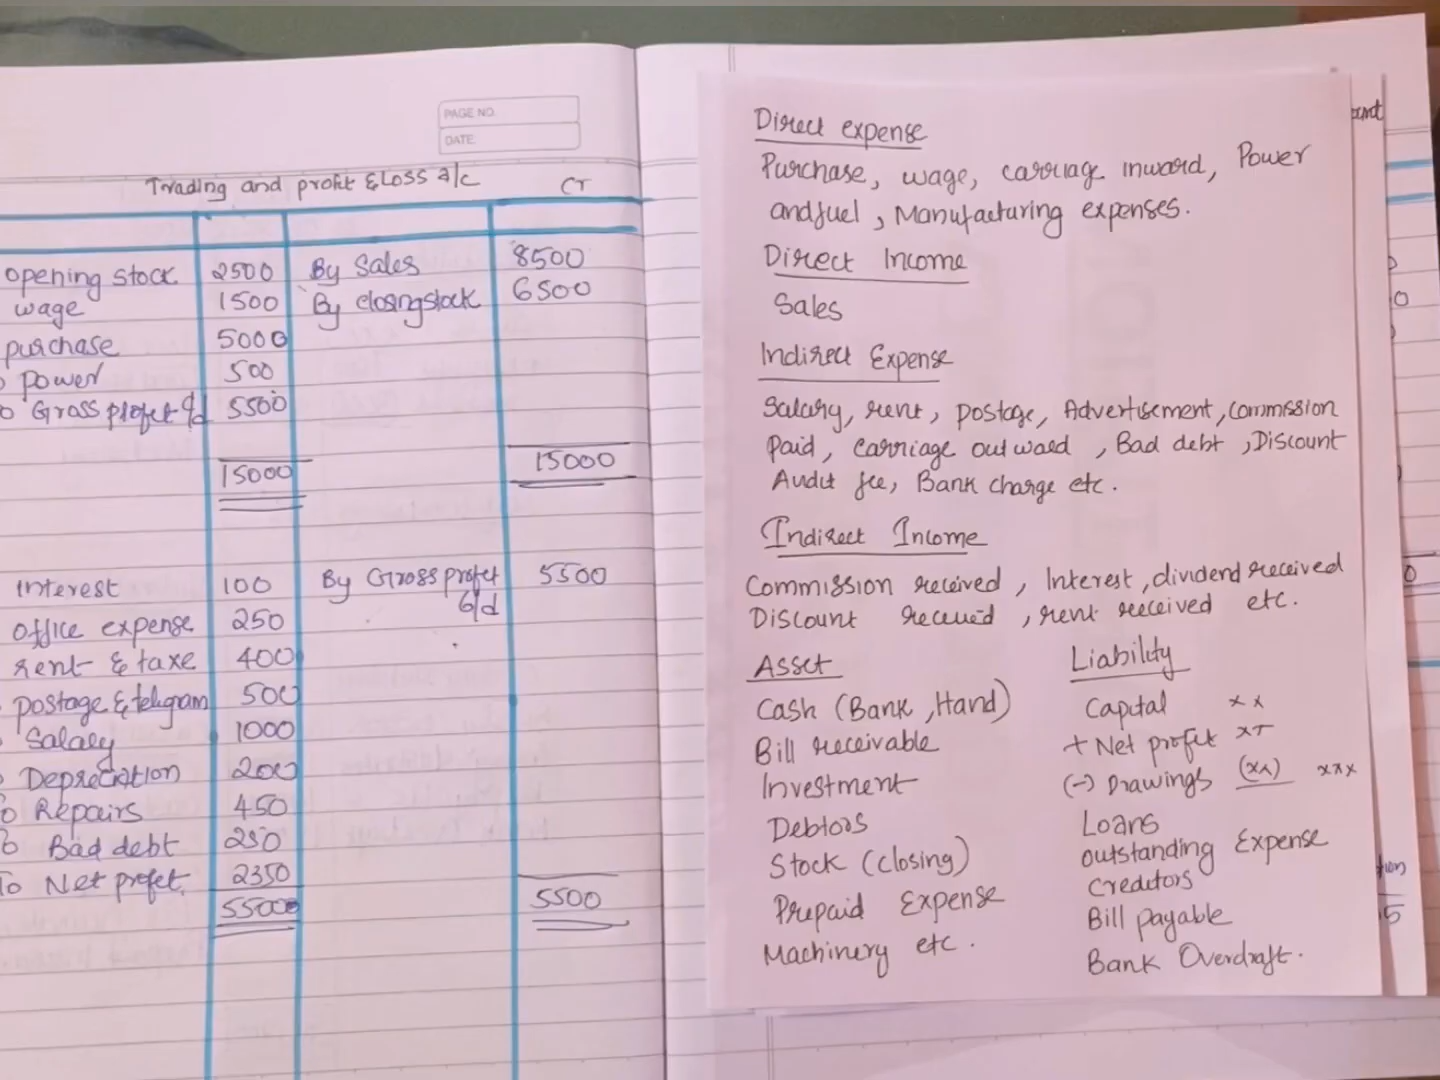 PAGE NO.
DATE
Trading and profit & Loss a/c Cr
opening stock 2500 By Sales 8500
wage 1500 By closing stock 6500
purchase 5000
o power 500
o Gross profit c/d 5500
15000 15000
Interest 100 By Gross profit 5500
b/d
office expense 250
rent & taxe 400
postage & telegram 500
Salary 1000
Depreciation 200
o Repairs 450
o Bad debt 250
To Net profit 2350
5500 5500
Direct expense
Purchase, wage, carriage inward, Power
and fuel, Manufacturing expenses.
Direct Income
Sales
Indirect Expense
Salary, rent, postage, Advertisement, commission
Paid, carriage outward, Bad debt, Discount
Audit fee, Bank charge etc.
Indirect Income
Commission received, Interest, dividend received
Discount received, rent received etc.
Asset Liability
Cash (Bank, Hand) Capital xx
Bill receivable + Net profit xx
Investment (-) Drawings (xx) xxx
Debtors Loans
Stock (closing) outstanding Expense
Prepaid Expense Creditors
Machinery etc. Bill payable
Bank Overdraft.
0
0
5